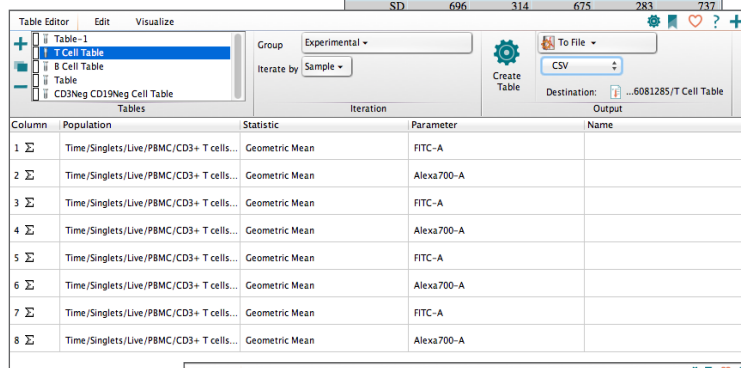 SD 696 314 675 283 737
Table Editor Edit Visualize
Table-1
T Cell Table
B Cell Table
Table
CD3Neg CD19Neg Cell Table
Tables
Group Experimental
Iterate by Sample
Iteration
Create
Table
To File
CSV
Destination: ...6081285/T Cell Table
Output
Column Population Statistic Parameter Name
1 Σ Time/Singlets/Live/PBMC/CD3+ T cells... Geometric Mean FITC-A
2 Σ Time/Singlets/Live/PBMC/CD3+ T cells... Geometric Mean Alexa700-A
3 Σ Time/Singlets/Live/PBMC/CD3+ T cells... Geometric Mean FITC-A
4 Σ Time/Singlets/Live/PBMC/CD3+ T cells... Geometric Mean Alexa700-A
5 Σ Time/Singlets/Live/PBMC/CD3+ T cells... Geometric Mean FITC-A
6 Σ Time/Singlets/Live/PBMC/CD3+ T cells... Geometric Mean Alexa700-A
7 Σ Time/Singlets/Live/PBMC/CD3+ T cells... Geometric Mean FITC-A
8 Σ Time/Singlets/Live/PBMC/CD3+ T cells... Geometric Mean Alexa700-A